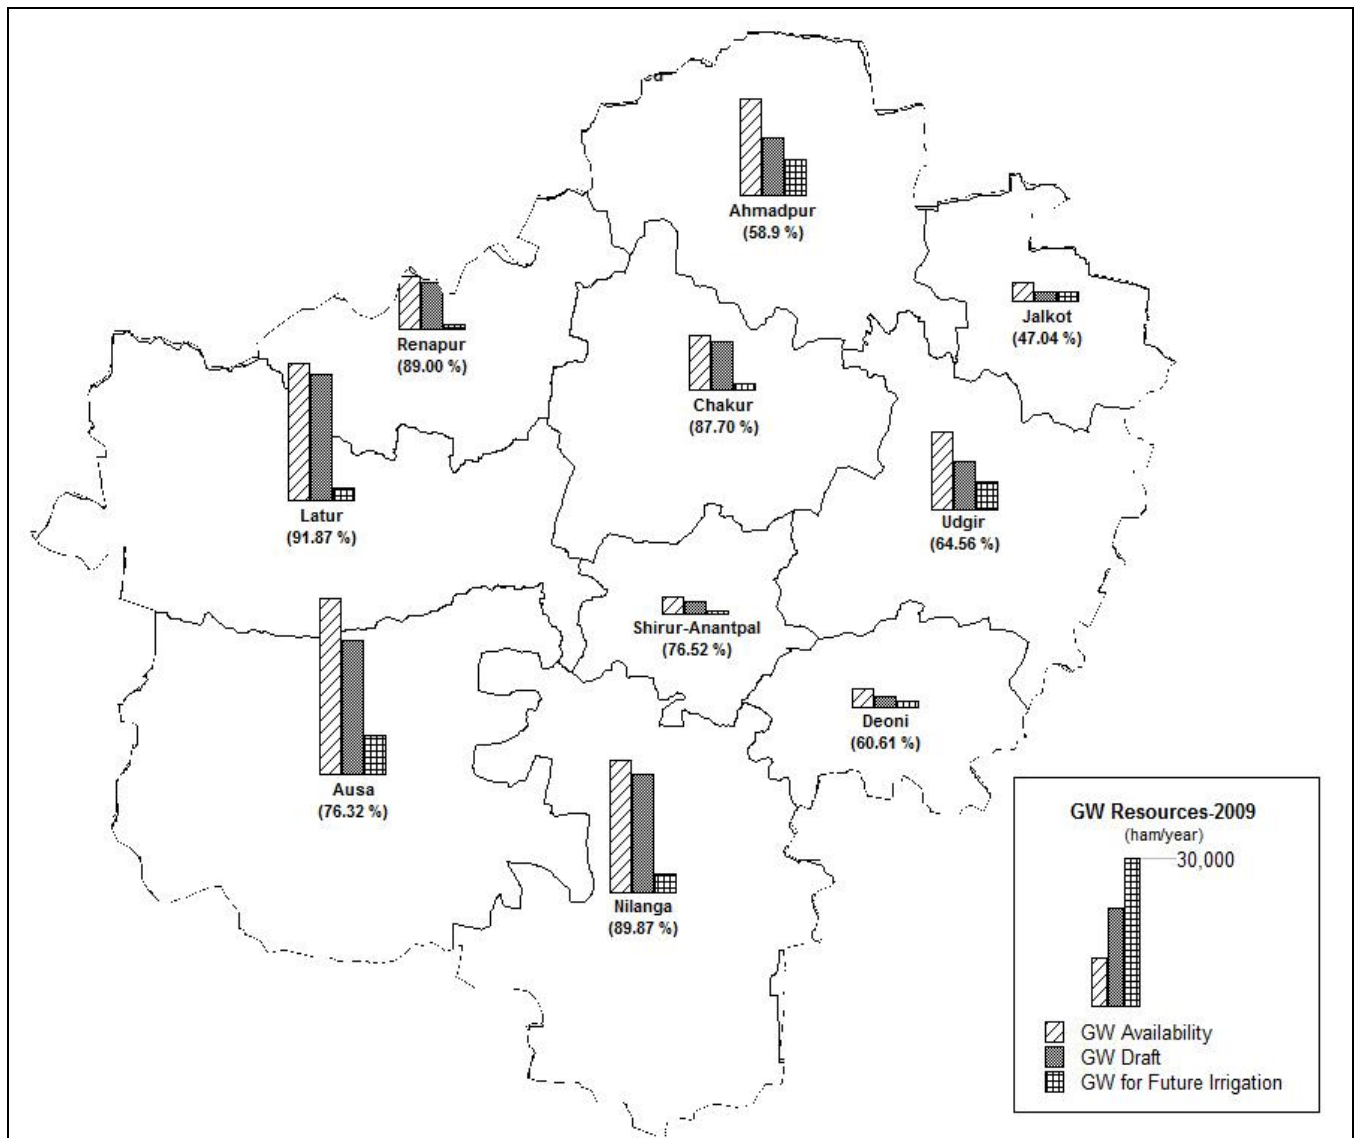 Ahmadpur
(58.9 %)
Jalkot
(47.04 %)
Renapur
(89.00 %)
Chakur
(87.70 %)
Latur
(91.87 %)
Udgir
(64.56 %)
Shirur-Anantpal
(76.52 %)
Deoni
(60.61 %)
Ausa
(76.32 %)
Nilanga
(89.87 %)
GW Resources-2009
(ham/year)
30,000
GW Availability
GW Draft
GW for Future Irrigation